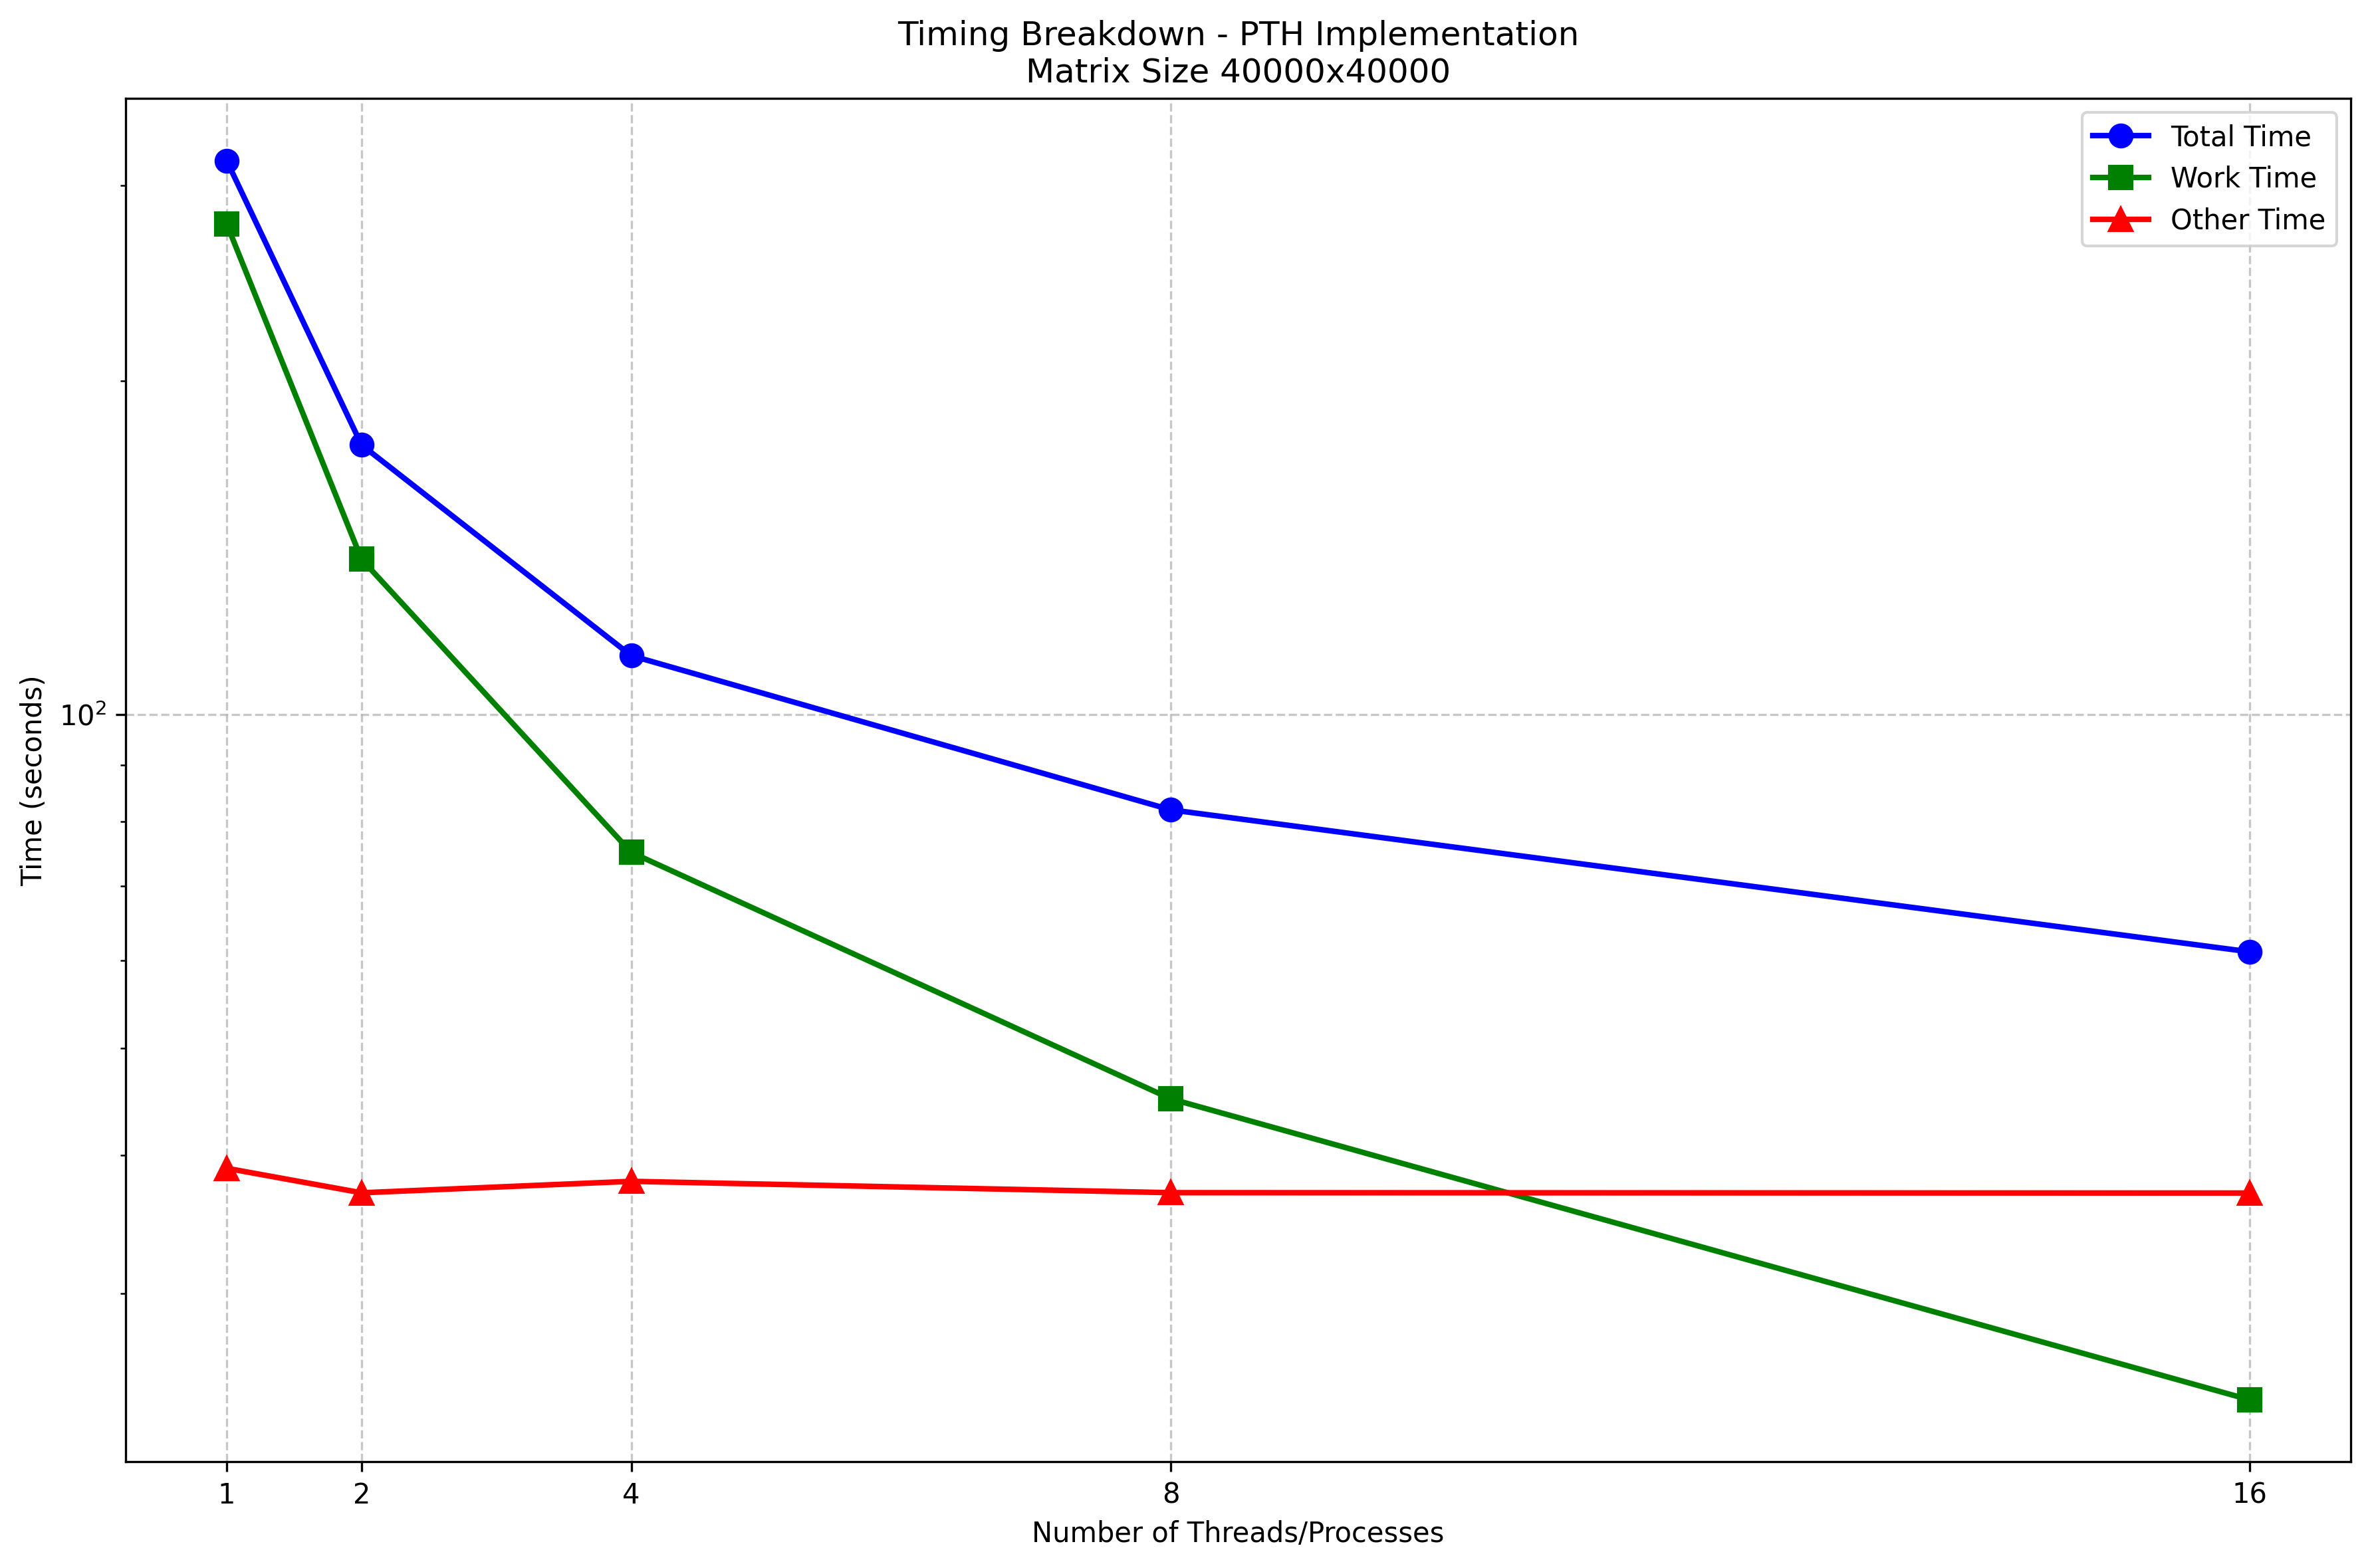 Timing Breakdown - PTH Implementation
Matrix Size 40000x40000
Total Time
Work Time
Other Time
Time (seconds)
10²
1 2 4 8 16
Number of Threads/Processes